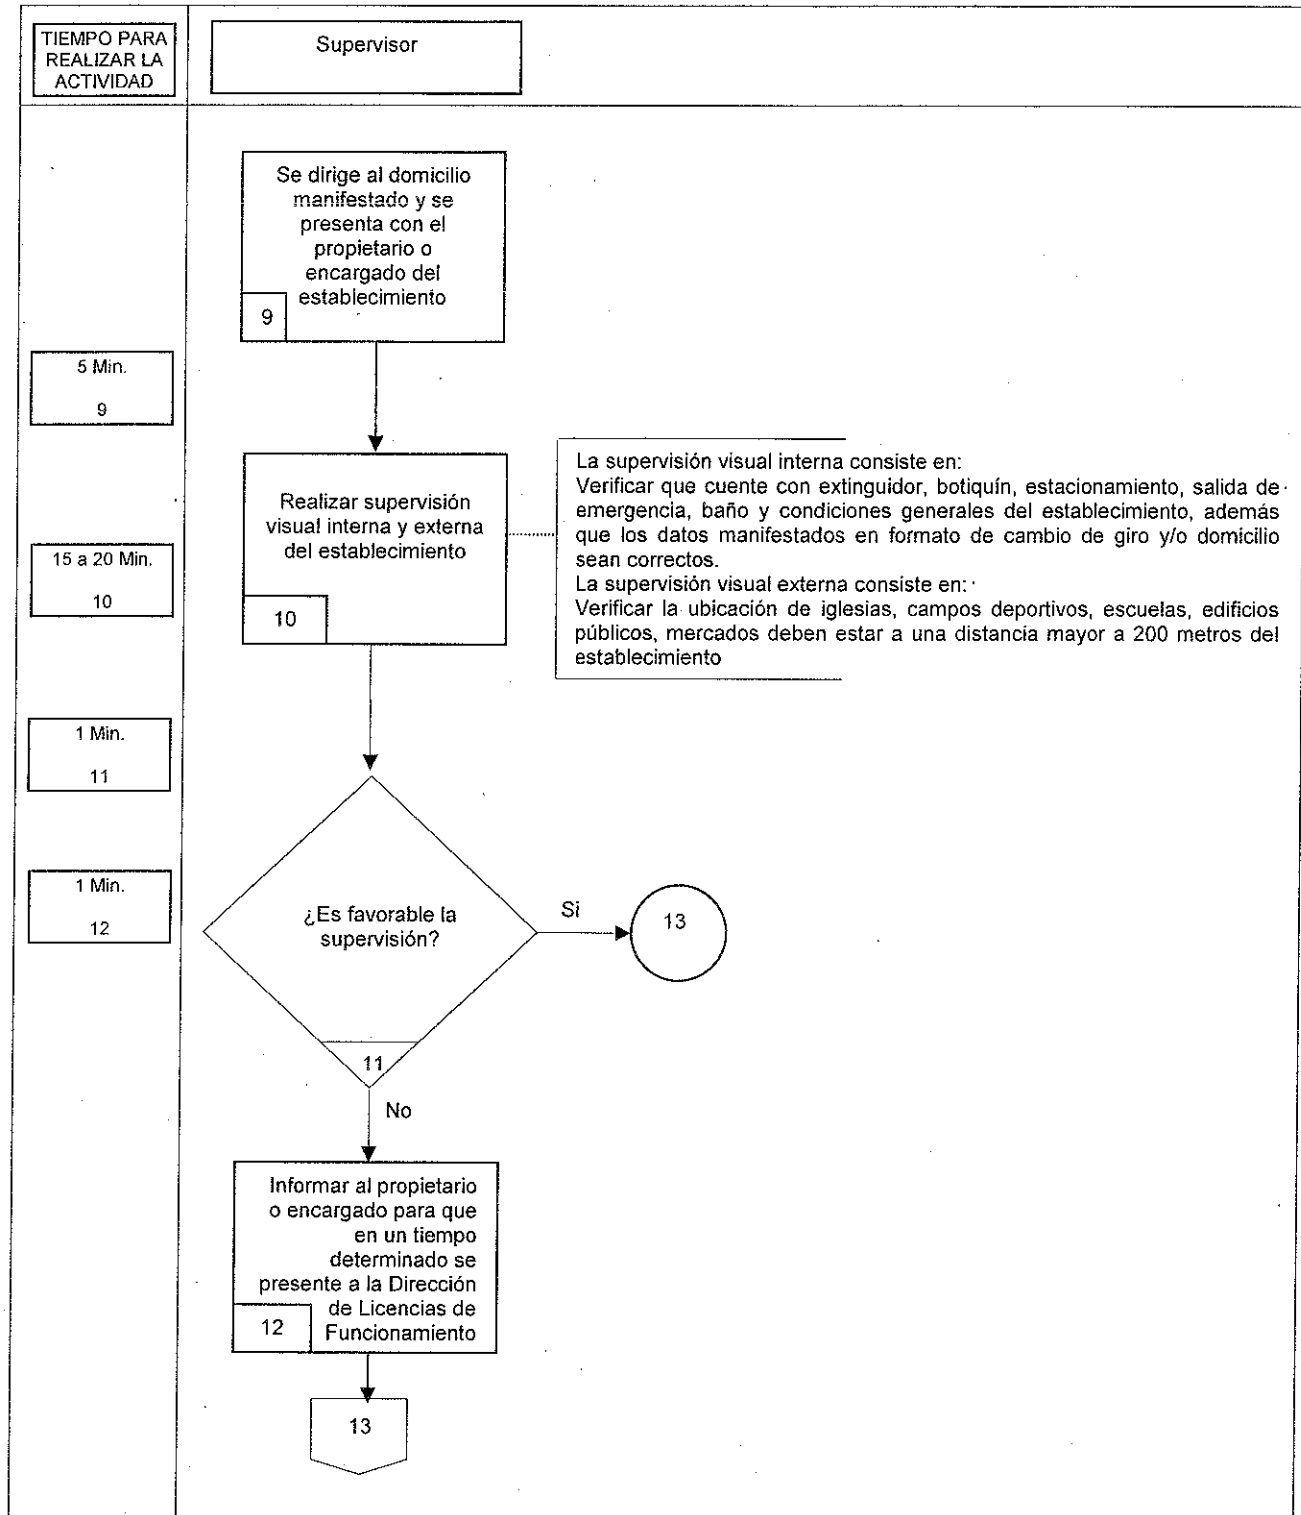 TIEMPO PARA
REALIZAR LA
ACTIVIDAD
Supervisor
Se dirige al domicilio
manifestado y se
presenta con el
propietario o
encargado del
establecimiento
9
5 Min.
9
Realizar supervisión
visual interna y externa
del establecimiento
10
La supervisión visual interna consiste en:
Verificar que cuente con extinguidor, botiquín, estacionamiento, salida de
emergencia, baño y condiciones generales del establecimiento, además
que los datos manifestados en formato de cambio de giro y/o domicilio
sean correctos.
La supervisión visual externa consiste en:
Verificar la ubicación de iglesias, campos deportivos, escuelas, edificios
públicos, mercados deben estar a una distancia mayor a 200 metros del
establecimiento
15 a 20 Min.
10
1 Min.
11
1 Min.
12
¿Es favorable la
supervisión?
11
Si
13
No
Informar al propietario
o encargado para que
en un tiempo
determinado se
presente a la Dirección
de Licencias de
Funcionamiento
12
13